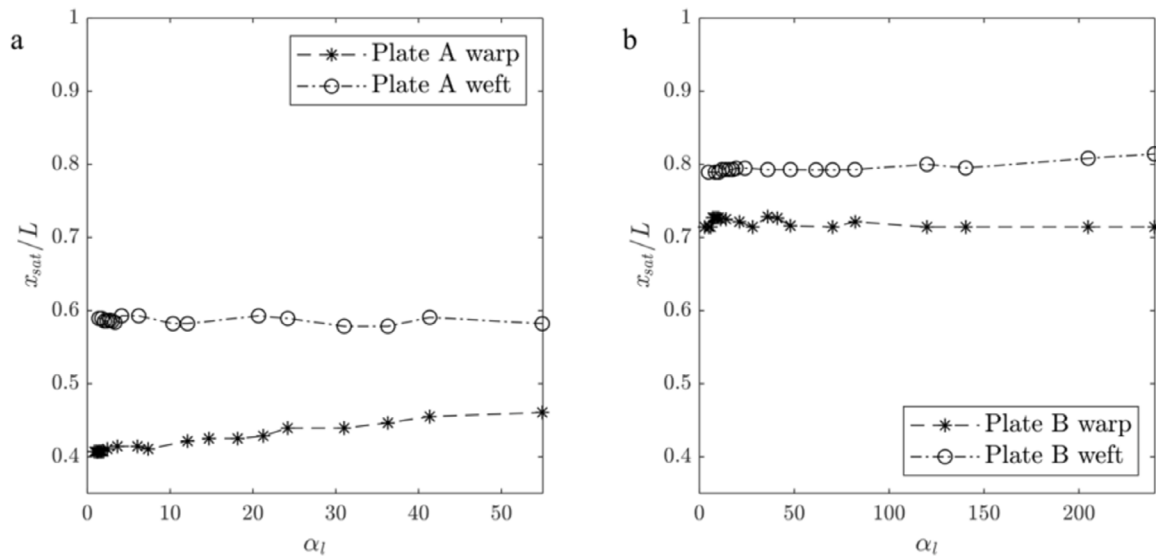 a
1
0.9
0.8
0.7
0.6
0.5
0.4
x_sat/L
0 10 20 30 40 50
α_l
Plate A warp
Plate A weft
b
1
0.9
0.8
0.7
0.6
0.5
0.4
x_sat/L
0 50 100 150 200
α_l
Plate B warp
Plate B weft